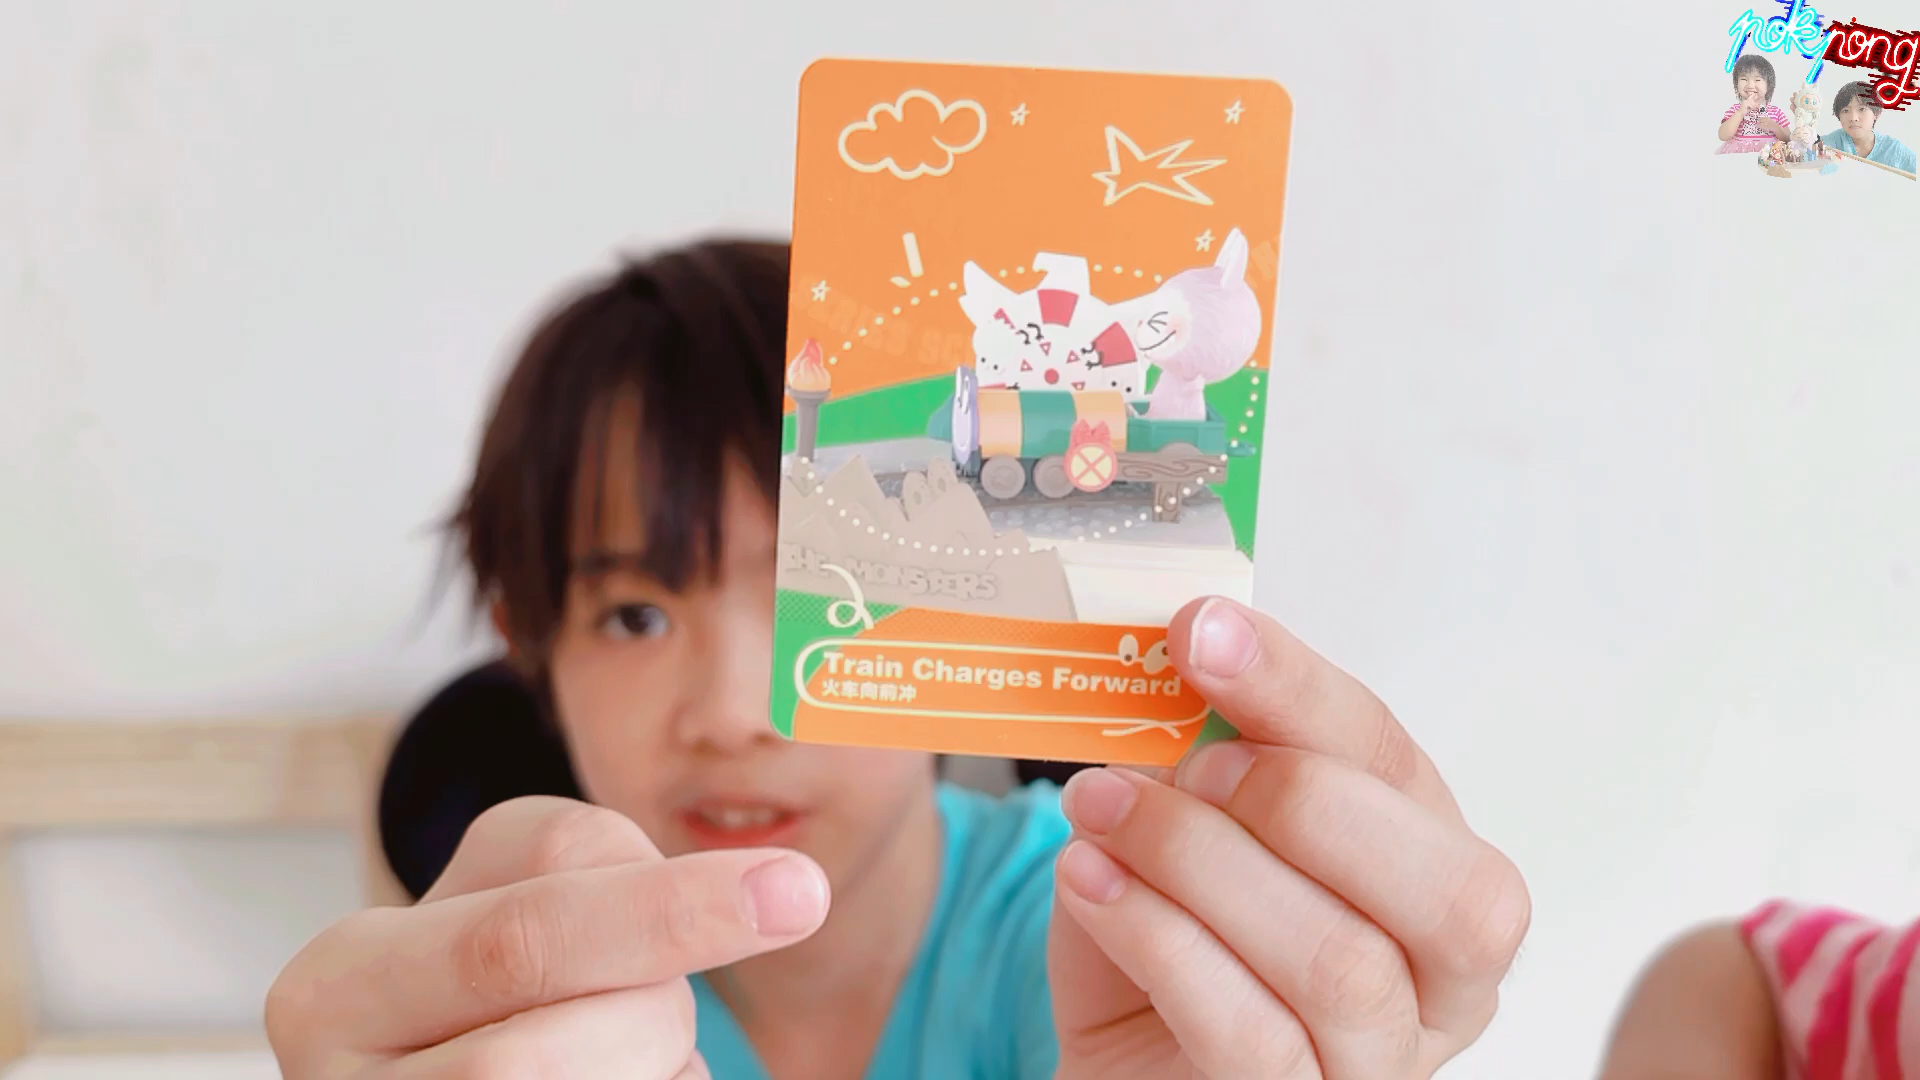 nok nong
THE MONSTERS
Train Charges Forward
火车向前冲